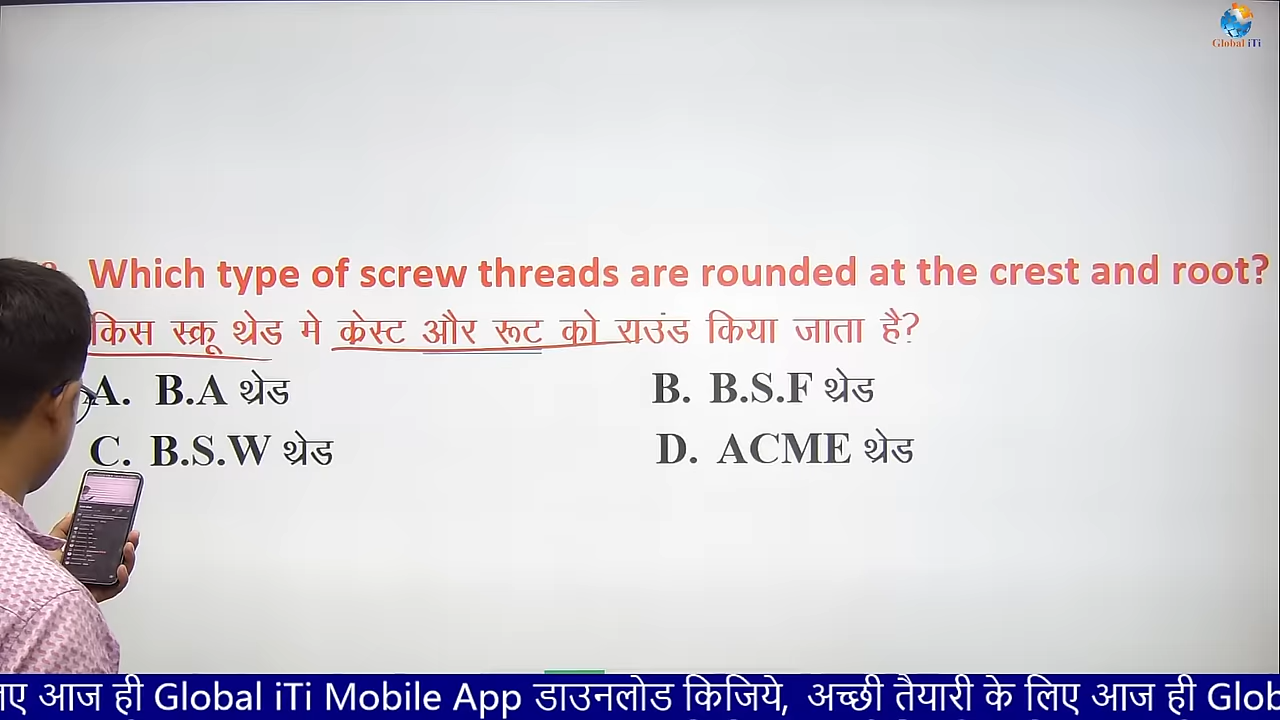 Global iTi
Which type of screw threads are rounded at the crest and root?
किस स्क्रू थ्रेड मे क्रेस्ट और रूट को राउंड किया जाता है?
A. B.A थ्रेड
B. B.S.F थ्रेड
C. B.S.W थ्रेड
D. ACME थ्रेड
आज ही Global iTi Mobile App डाउनलोड किजिये, अच्छी तैयारी के लिए आज ही